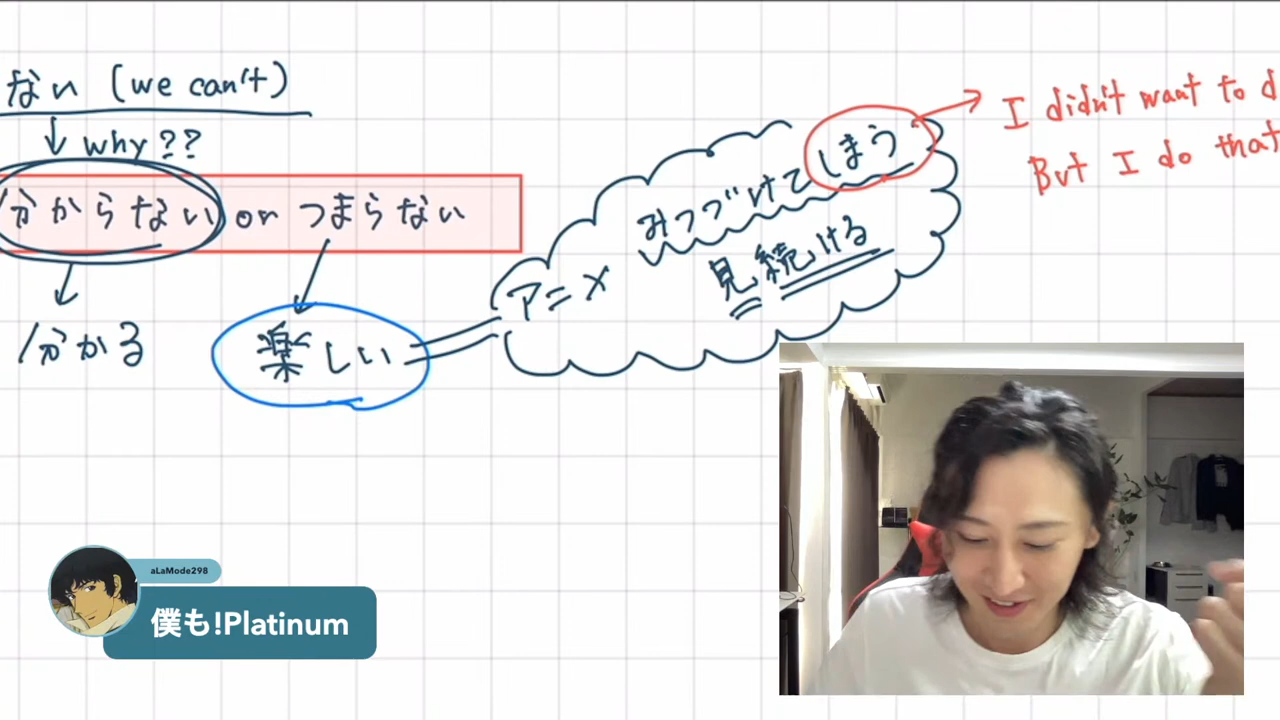 ない (we can't)
why??
分からない or つまらない
分かる
楽しい
アニメ
みつづけてしまう
見続ける
I didn't want to d
But I do that
aLaMode298
僕も!Platinum